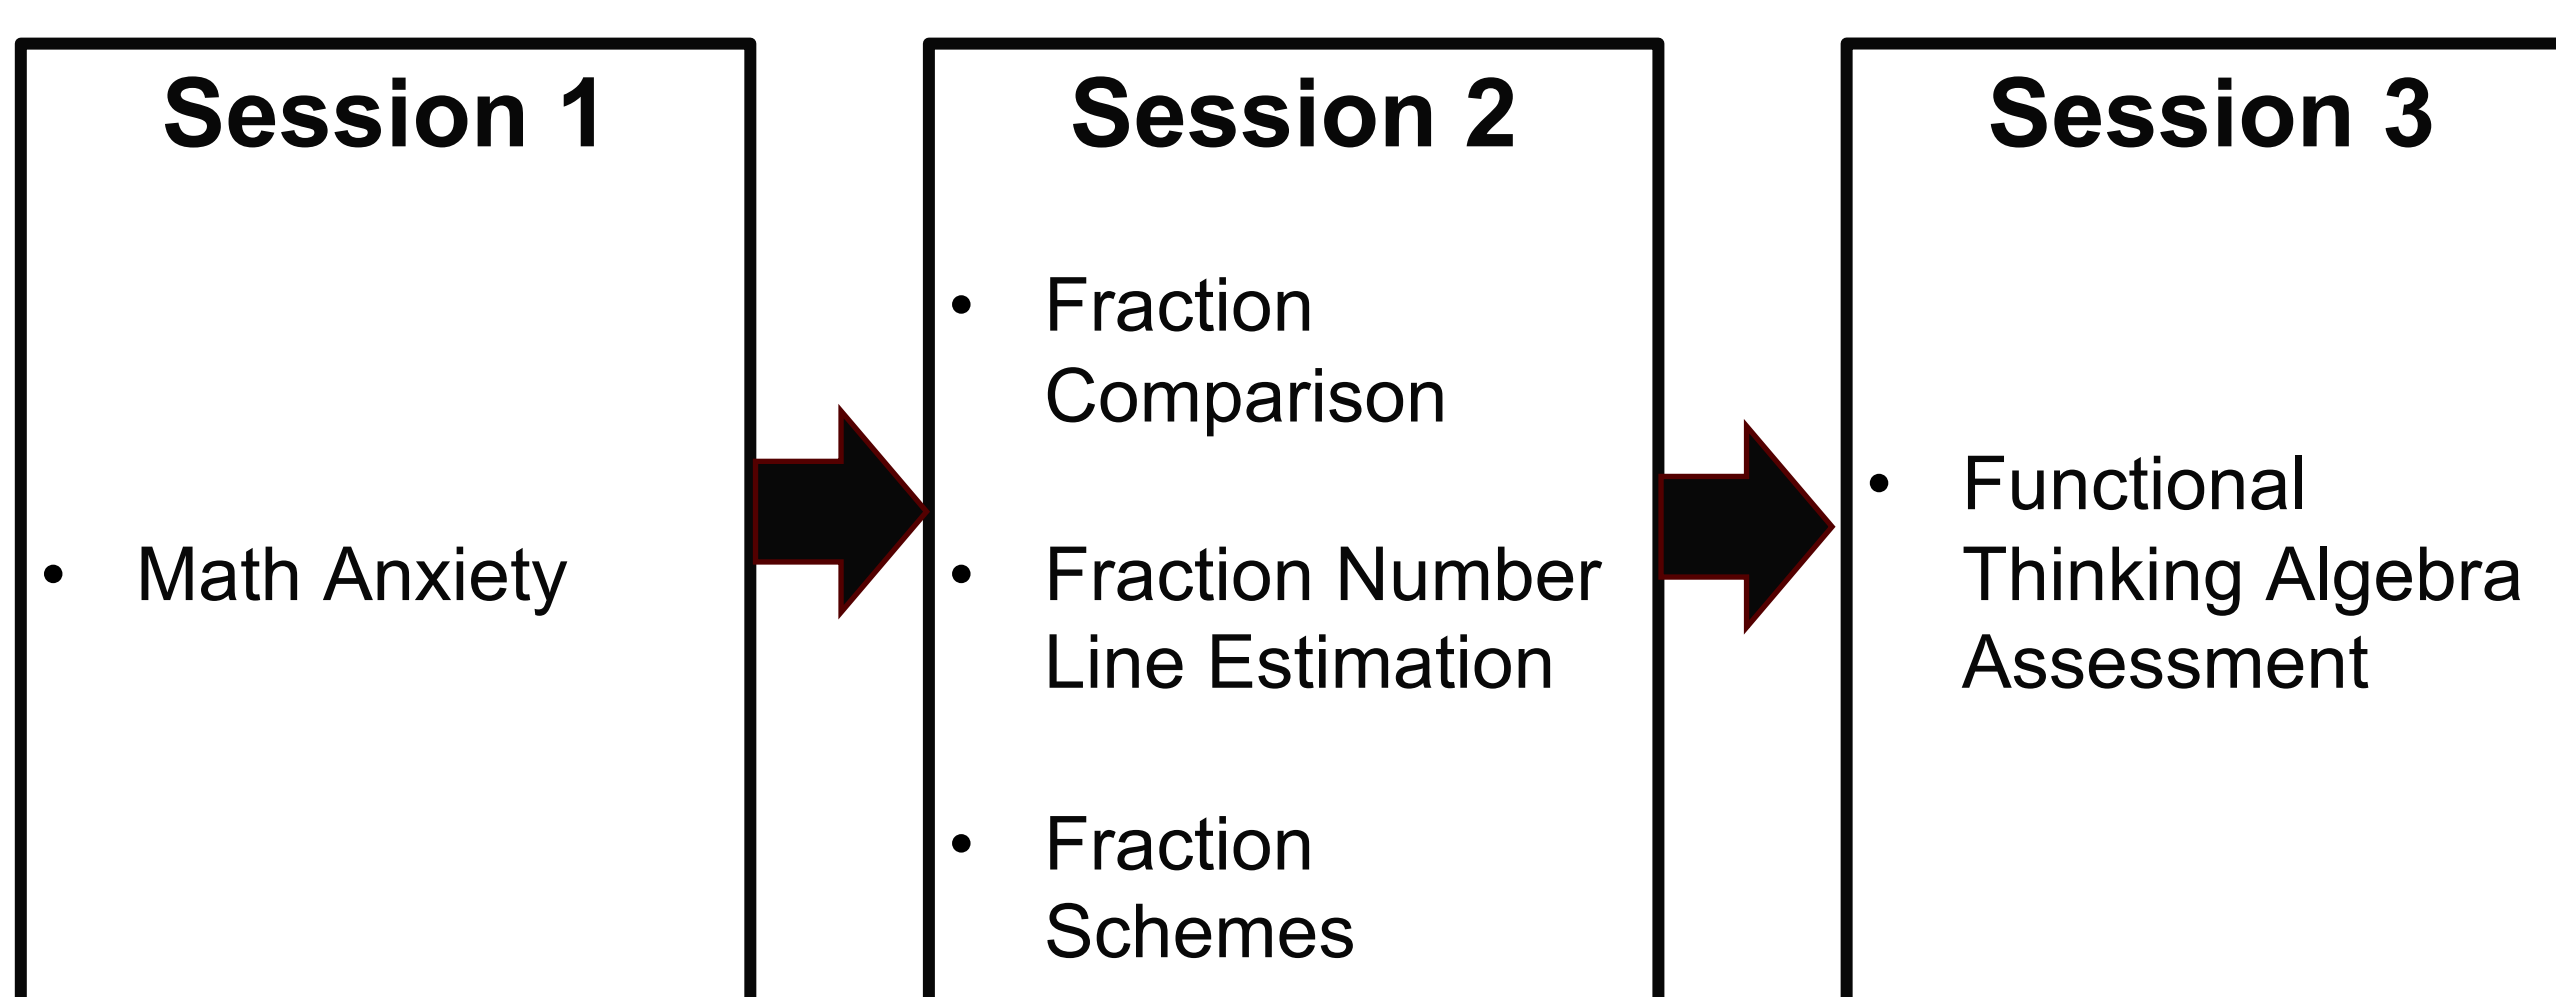 Session 1
• Math Anxiety
Session 2
• Fraction
Comparison
• Fraction Number
Line Estimation
• Fraction
Schemes
Session 3
• Functional
Thinking Algebra
Assessment